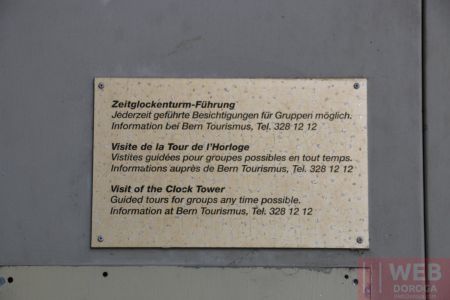 Zeitglockenturm-Führung
Jederzeit geführte Besichtigungen für Gruppen möglich.
Information bei Bern Tourismus, Tel. 328 12 12
Visite de la Tour de l'Horloge
Vistites guidées pour groupes possibles en tout temps.
Informations auprès de Bern Tourismus, Tel. 328 12 12
Visit of the Clock Tower
Guided tours for groups any time possible.
Information at Bern Tourismus, Tel. 328 12 12
WEB
DOROGA